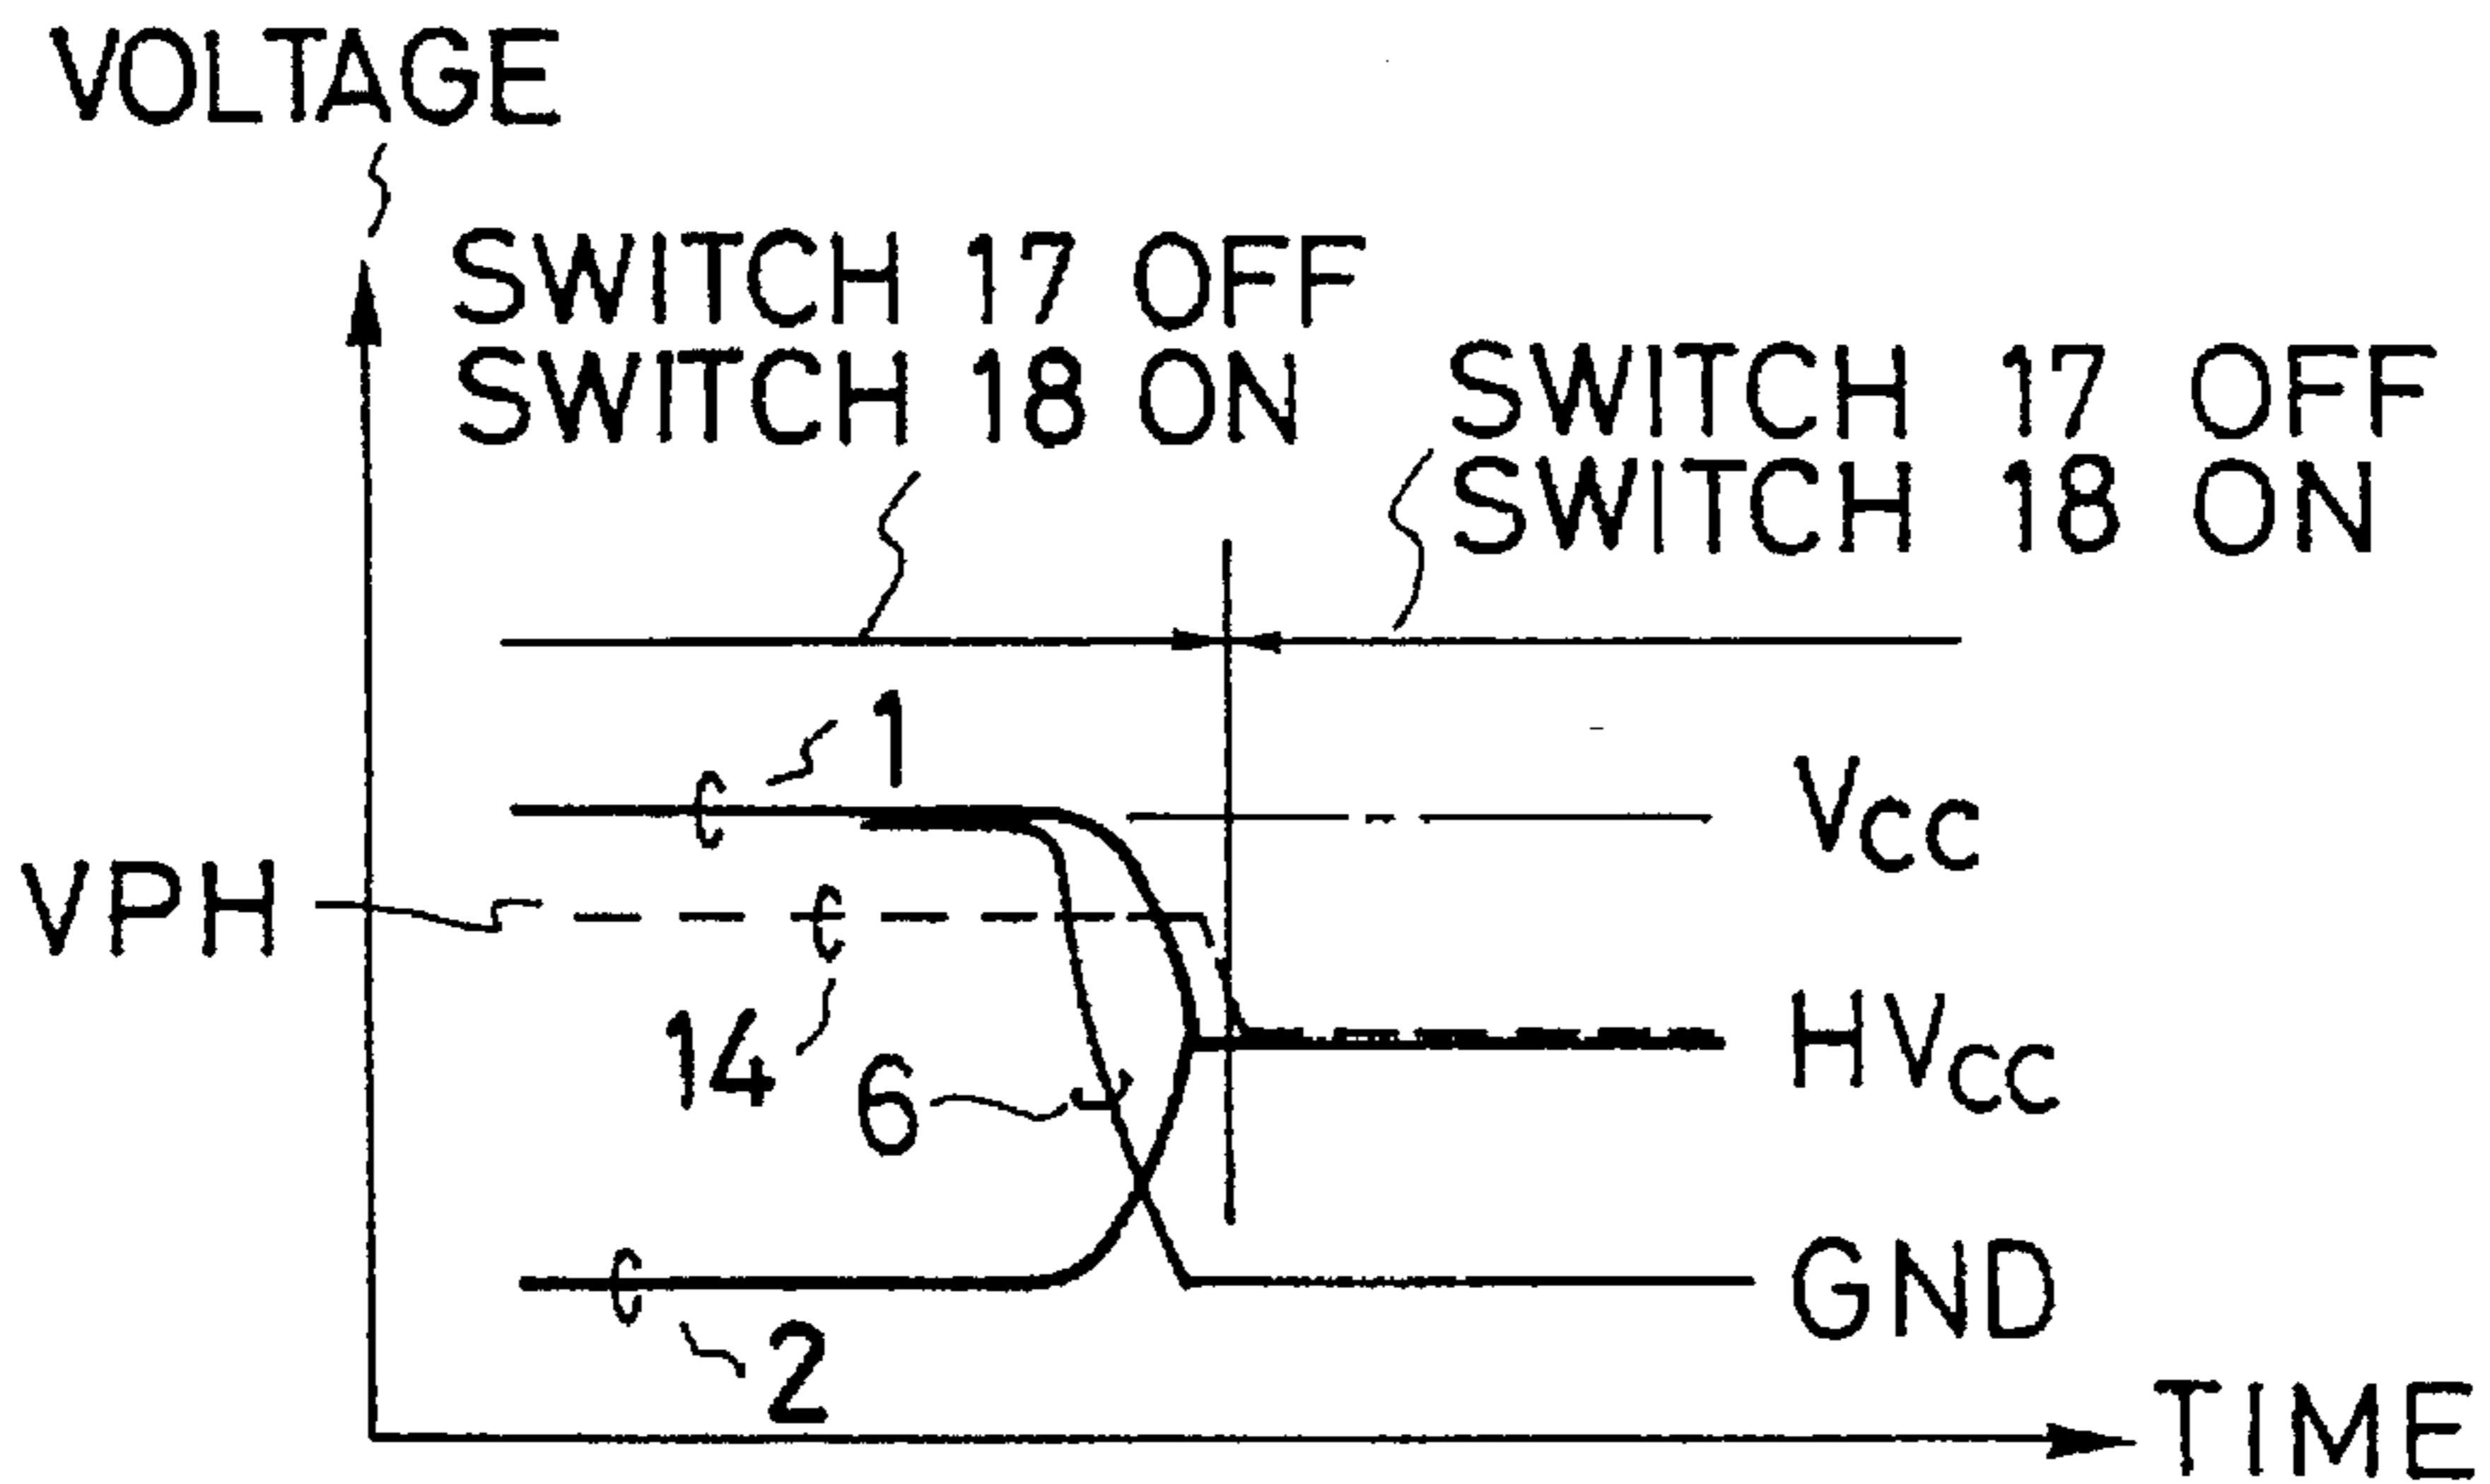 VOLTAGE
SWITCH 17 OFF
SWITCH 18 ON
SWITCH 17 OFF
SWITCH 18 ON
1
VCC
VPH
14
6
HVCC
2
GND
TIME